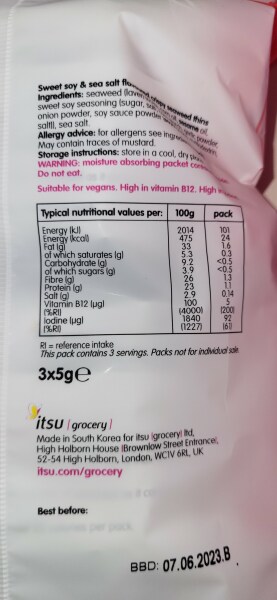 Sweet soy & sea salt
Ingredients: seaweed crispy seaweed thins
sweet soy seasoning (sugar,
onion powder, soy sauce powder
salt), sea salt.
Allergy advice: for allergens see
May contain traces of mustard.
Storage instructions: store in a cool, dry
WARNING: moisture absorbing packet
Do not eat.
Suitable for vegans. High in vitamin B12. High
Typical nutritional values per: 100g pack
Energy (kJ) 2014 101
Energy (kcal) 475 24
Fat (g) 33 1.6
of which saturates (g) 5.3 0.3
Carbohydrate (g) 9.2 <0.5
of which sugars (g) 3.9 <0.5
Fibre (g) 26 1.3
Protein (g) 23 1.1
Salt (g) 2.9 0.14
Vitamin B12 (µg) 100 5
(%RI) (4000) (200)
Iodine (µg) 1840 92
(%RI) (1227) (61)
RI = reference intake
This pack contains 3 servings. Packs not for individual sale.
3x5g℮
itsu [grocery]
Made in South Korea for itsu [grocery] ltd,
High Holborn House (Brownlow Street Entrance),
52-54 High Holborn, London, WC1V 6RL, UK
itsu.com/grocery
Best before:
BBD: 07.06.2023.B